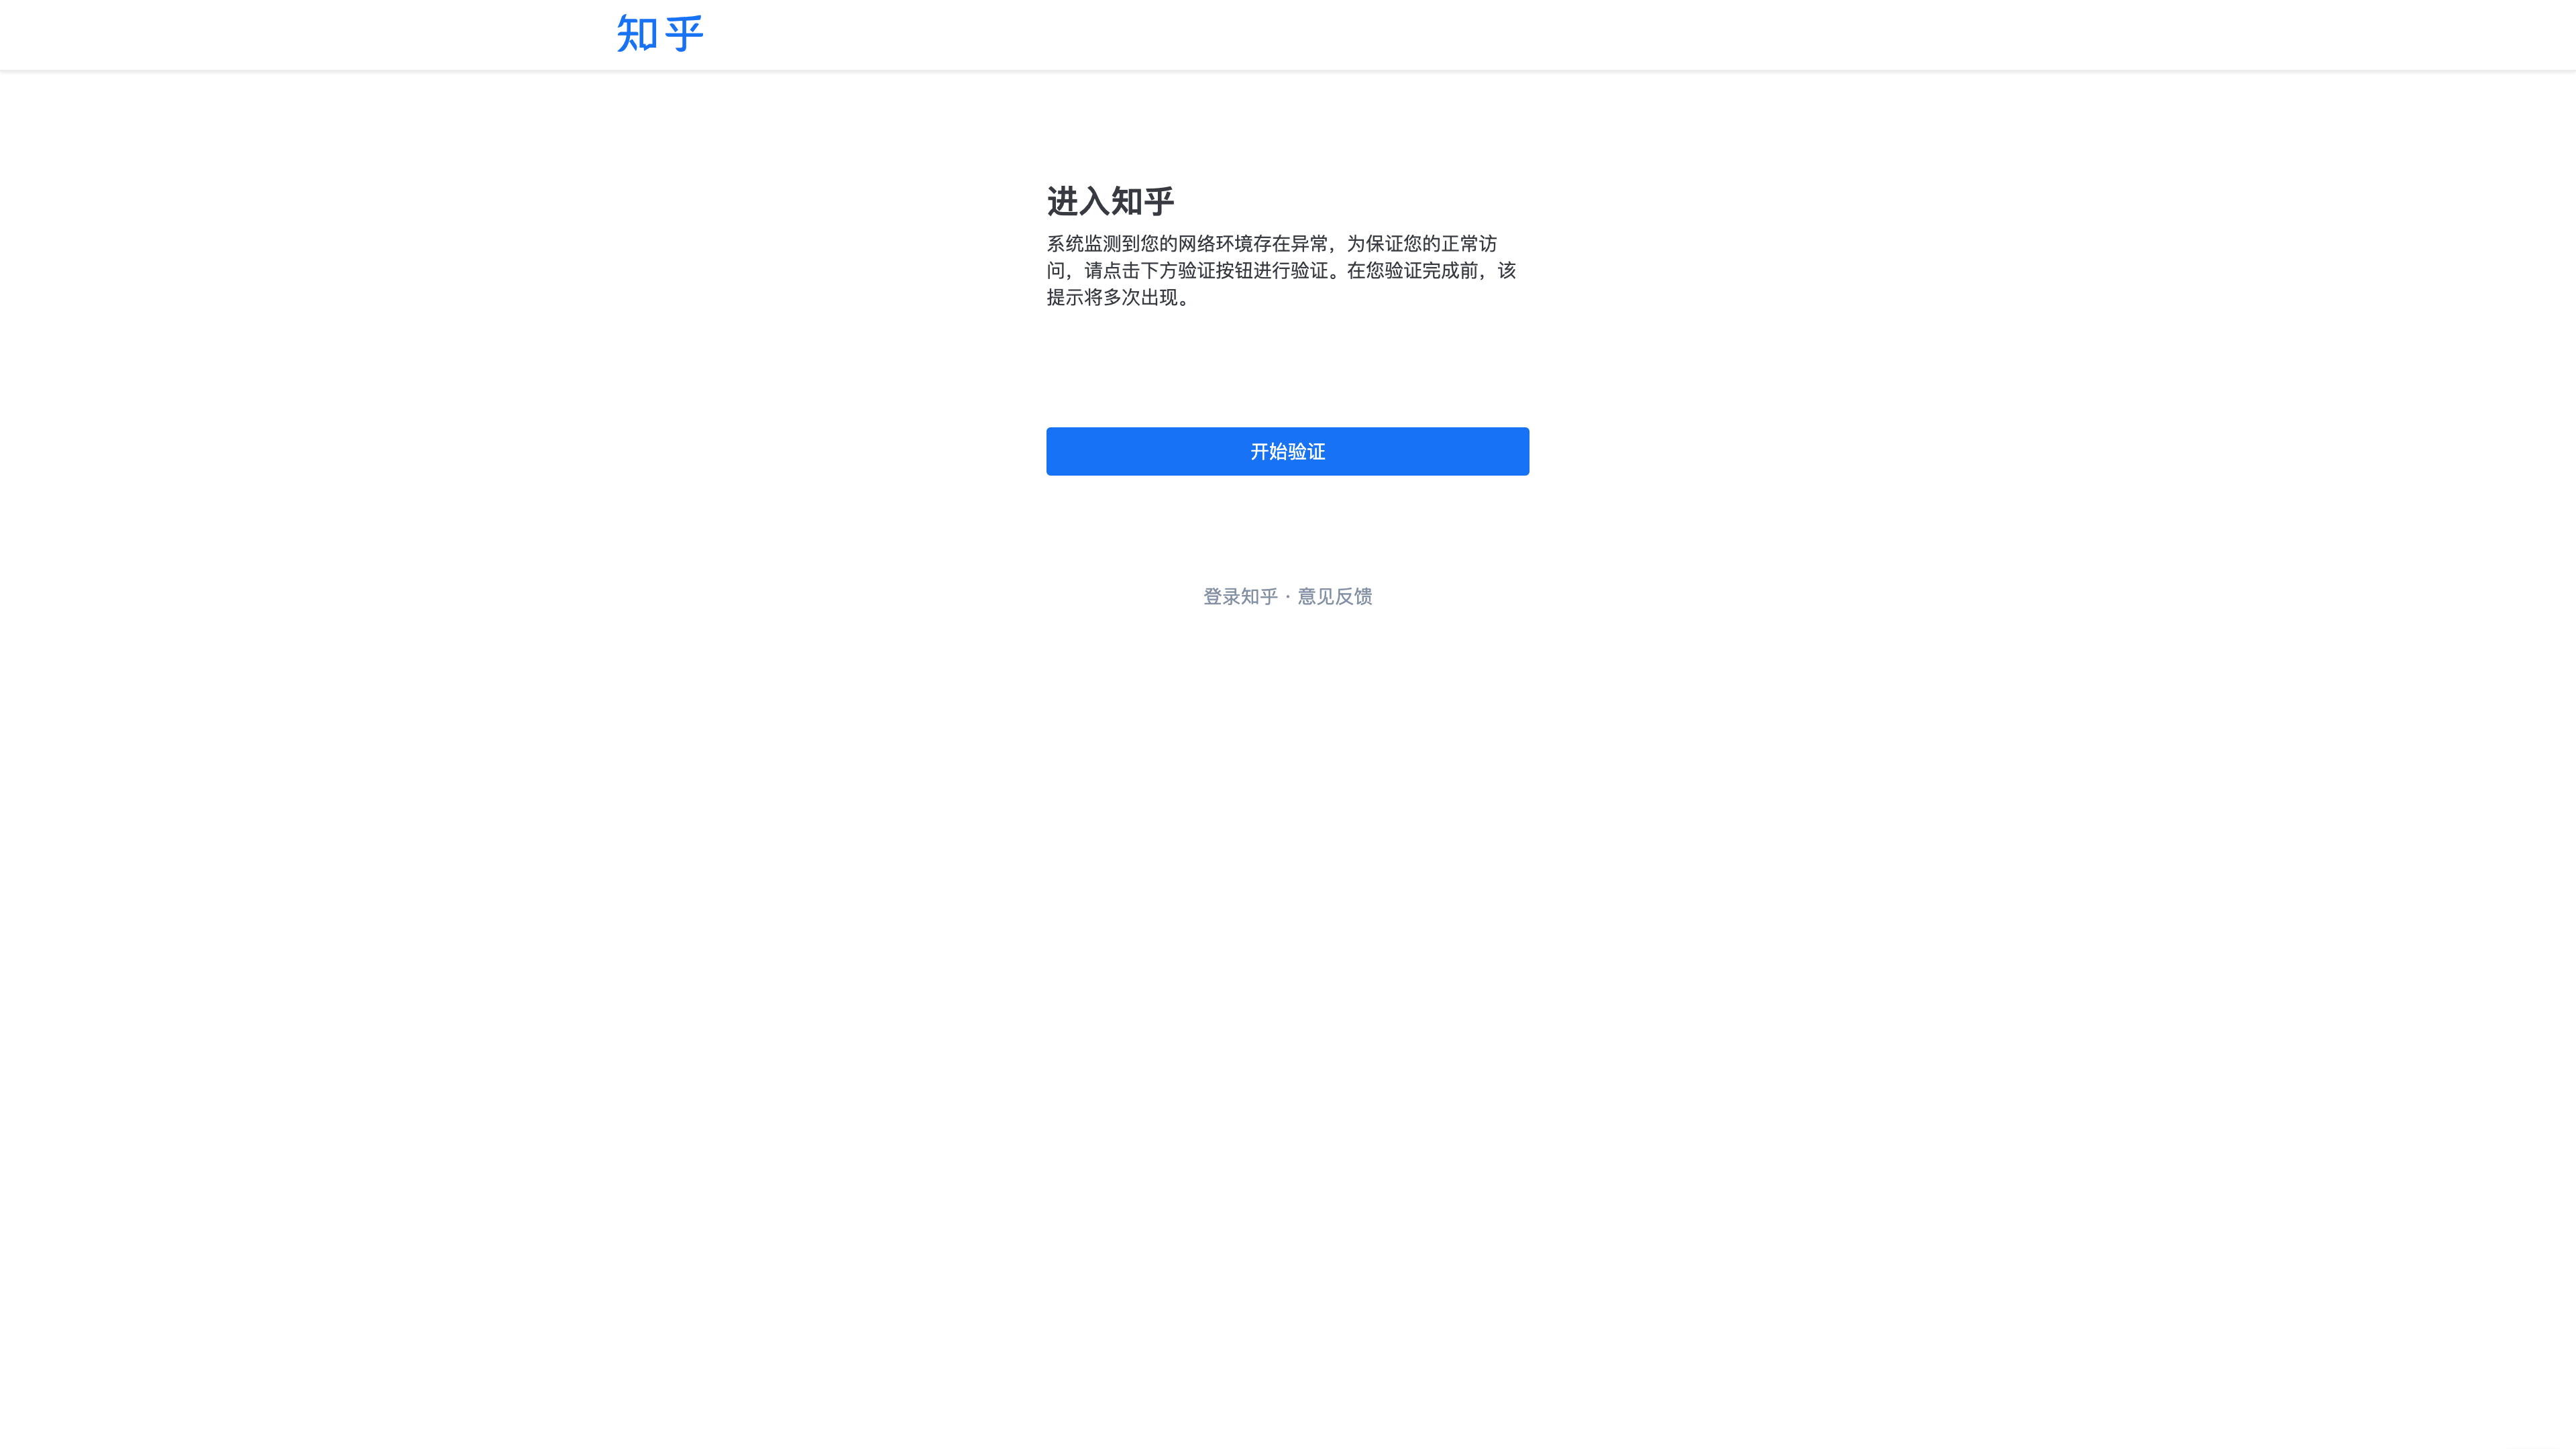 知乎
进入知乎
系统监测到您的网络环境存在异常，为保证您的正常访
问，请点击下方验证按钮进行验证。在您验证完成前，该
提示将多次出现。
开始验证
登录知乎 · 意见反馈